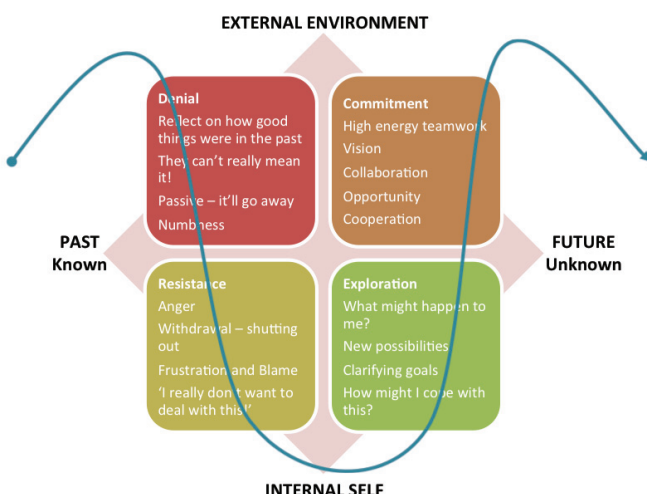 EXTERNAL ENVIRONMENT
Denial
Reflect on how good
things were in the past
They can't really mean
it!
Passive – it'll go away
Numbness
Commitment
High energy teamwork
Vision
Collaboration
Opportunity
Cooperation
PAST
Known
FUTURE
Unknown
Resistance
Anger
Withdrawal – shutting
out
Frustration and Blame
'I really don't want to
deal with this!'
Exploration
What might happen to
me?
New possibilities
Clarifying goals
How might I cope with
this?
INTERNAL SELF